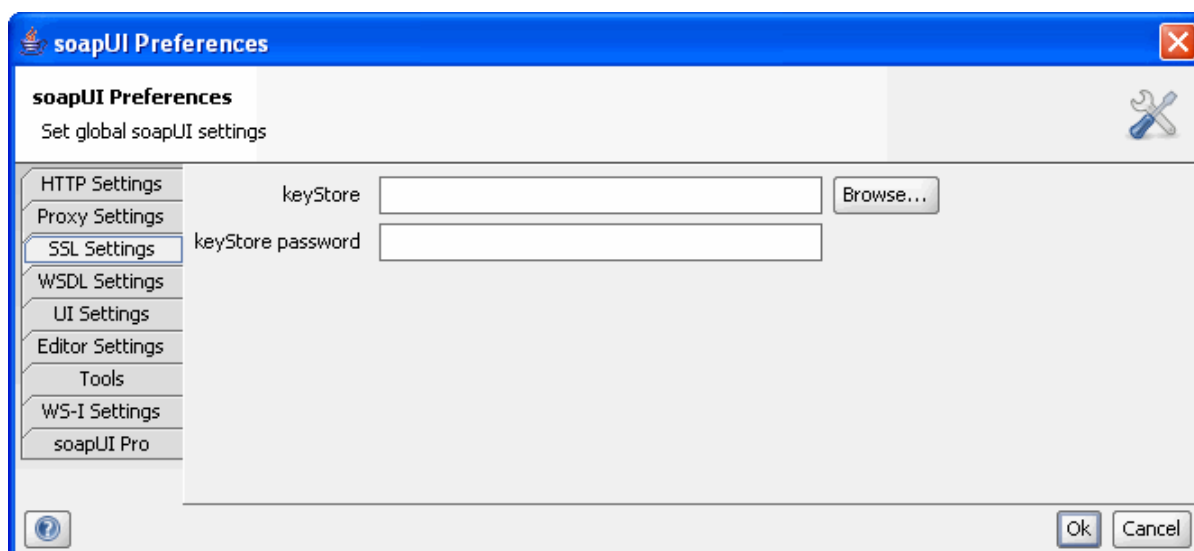 soapUI Preferences
soapUI Preferences
Set global soapUI settings
HTTP Settings
Proxy Settings
SSL Settings
WSDL Settings
UI Settings
Editor Settings
Tools
WS-I Settings
soapUI Pro
keyStore
Browse...
keyStore password
Ok
Cancel